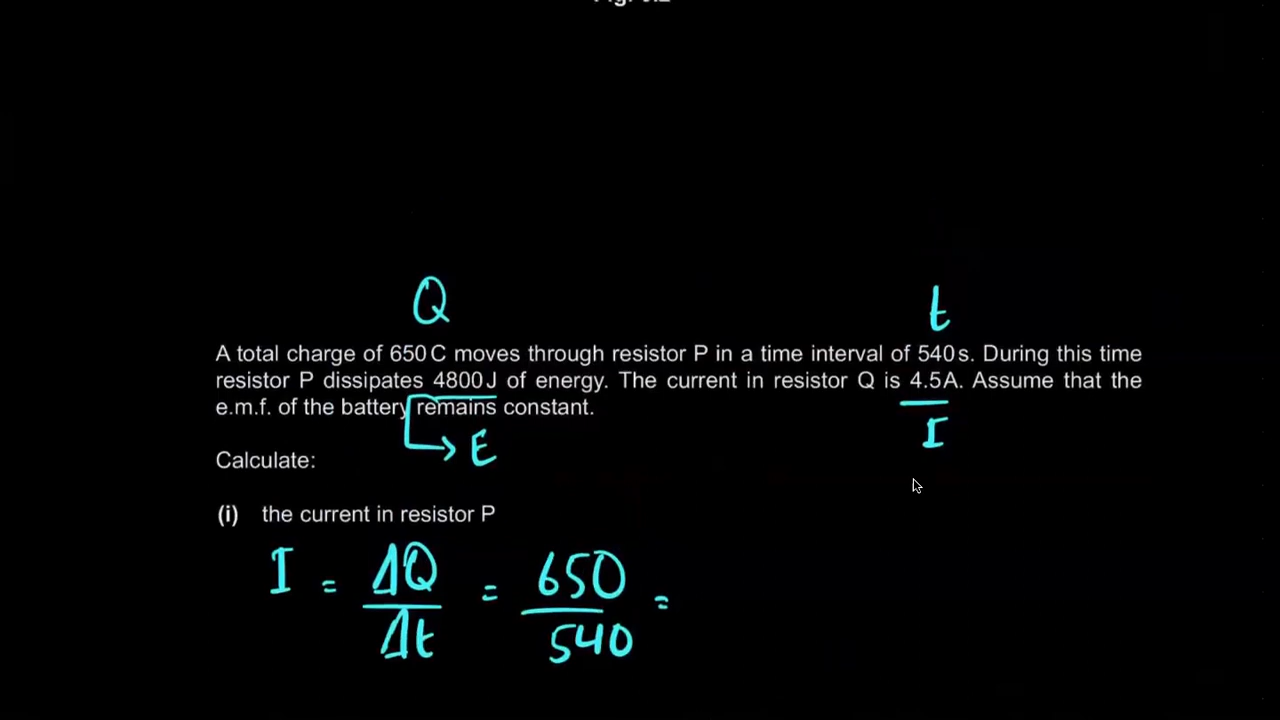 Q
t
A total charge of 650 C moves through resistor P in a time interval of 540 s. During this time
resistor P dissipates 4800 J of energy. The current in resistor Q is 4.5A. Assume that the
e.m.f. of the battery remains constant.
E
I
Calculate:
(i) the current in resistor P
I = ΔQ/Δt = 650/540 =